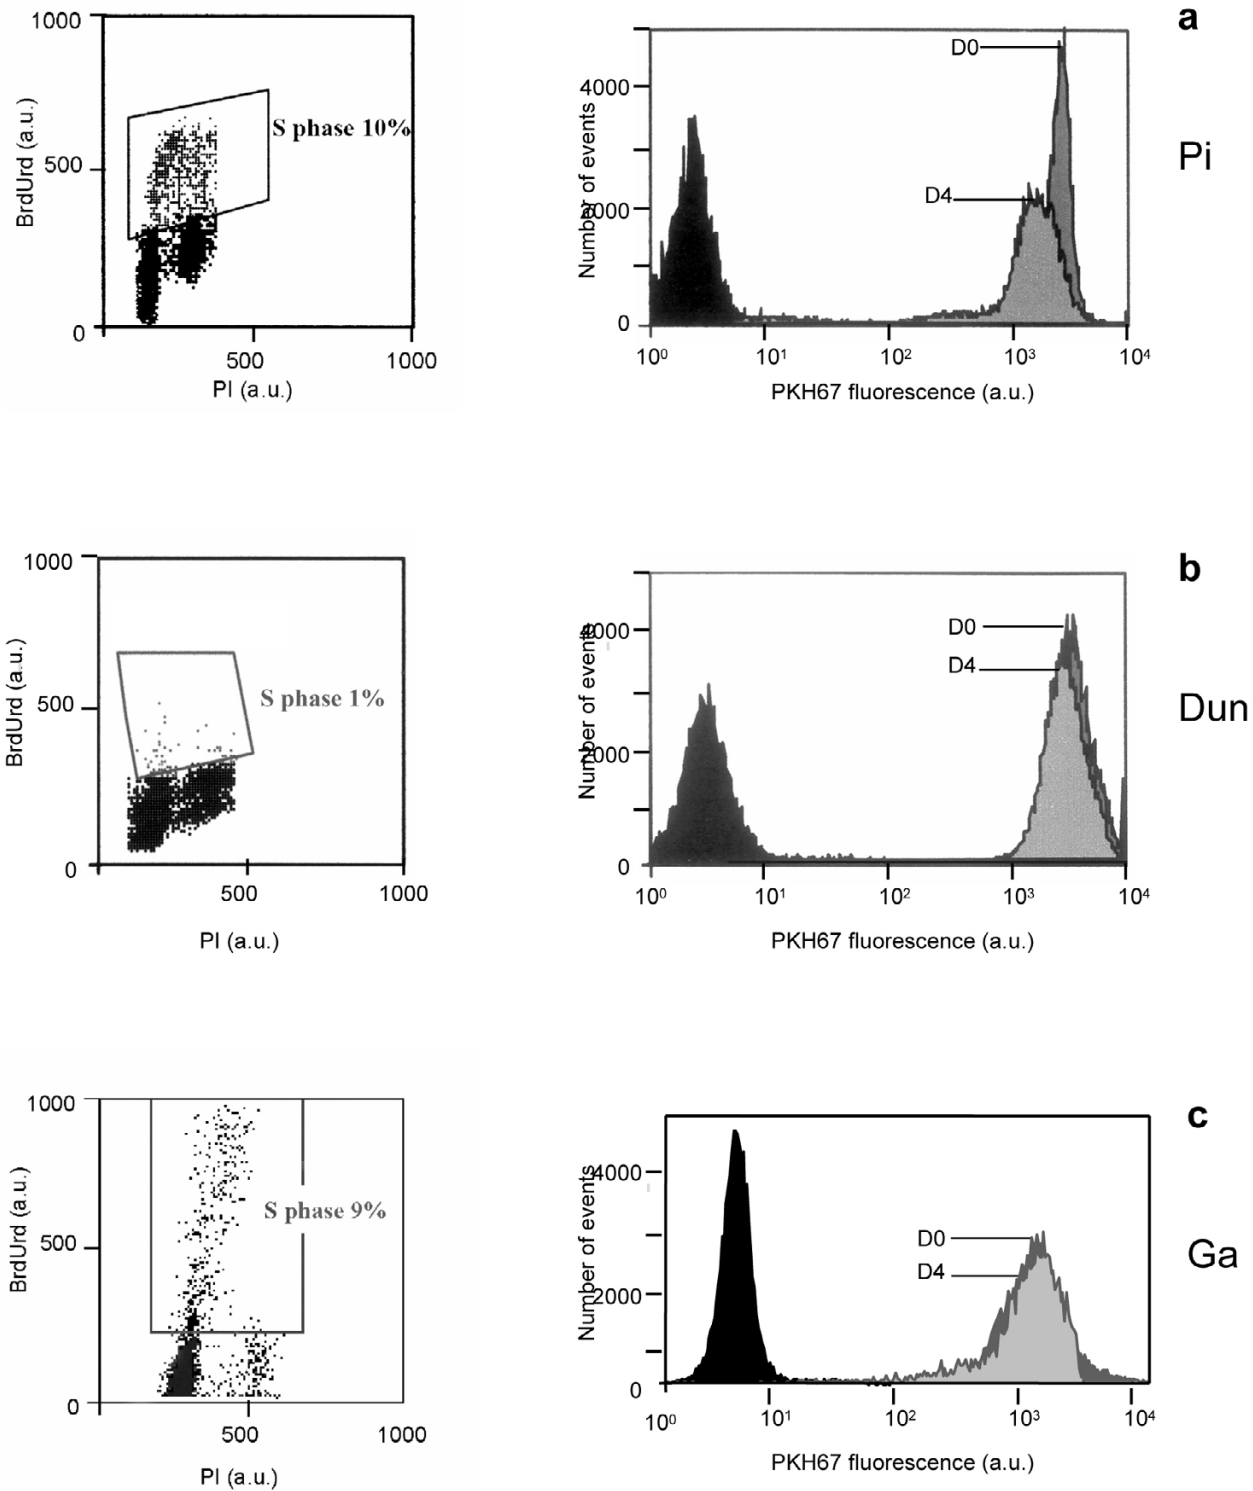 a
1000
500
0
500
1000
BrdUrd (a.u.)
PI (a.u.)
S phase 10%
4000
2000
0
Number of events
D0
D4
10⁰ 10¹ 10² 10³ 10⁴
PKH67 fluorescence (a.u.)
Pi
b
1000
500
0
500
1000
BrdUrd (a.u.)
PI (a.u.)
S phase 1%
4000
2000
0
Number of events
D0
D4
10⁰ 10¹ 10² 10³ 10⁴
PKH67 fluorescence (a.u.)
Dun
c
1000
500
0
500
1000
BrdUrd (a.u.)
PI (a.u.)
S phase 9%
4000
2000
0
Number of events
D0
D4
10⁰ 10¹ 10² 10³ 10⁴
PKH67 fluorescence (a.u.)
Ga